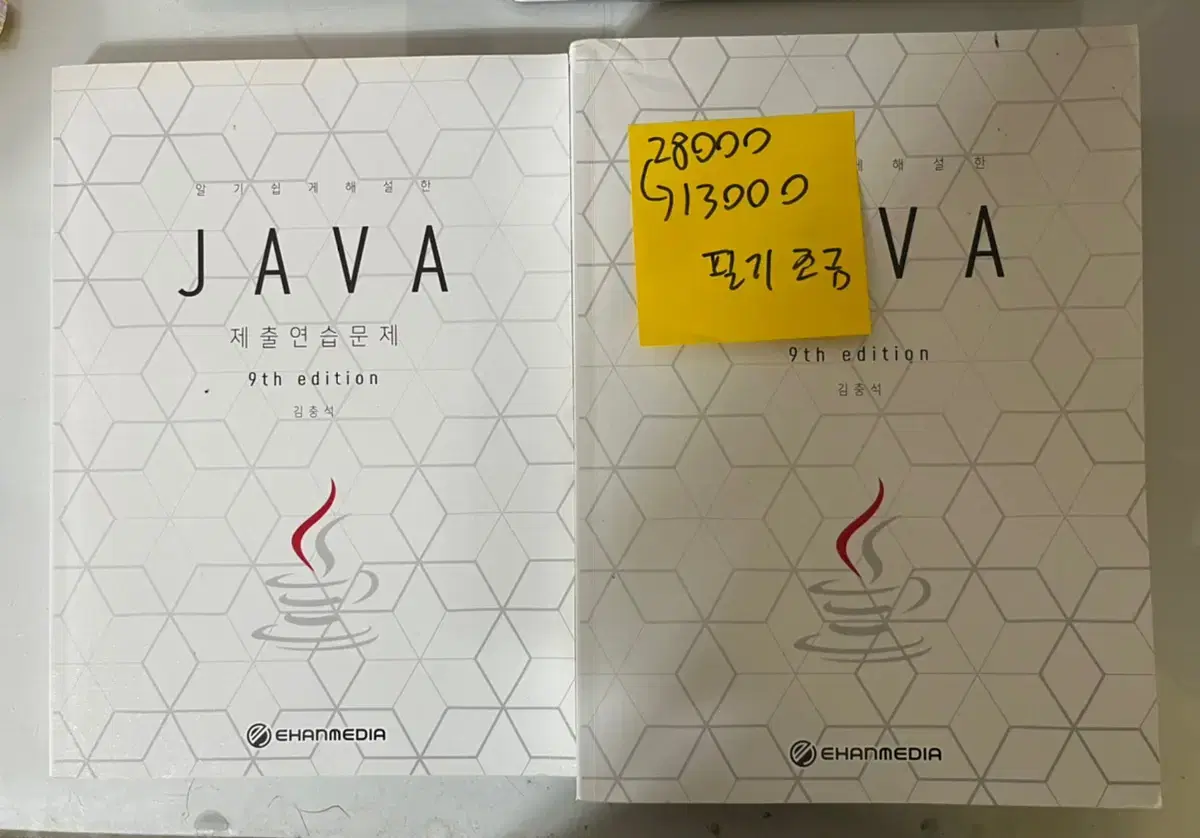 알기쉽게해설한
JAVA
제출연습문제
9th edition
김충석
EHANMEDIA
28000
13000
필기 조금
게해설한
VA
9th edition
김충석
EHANMEDIA